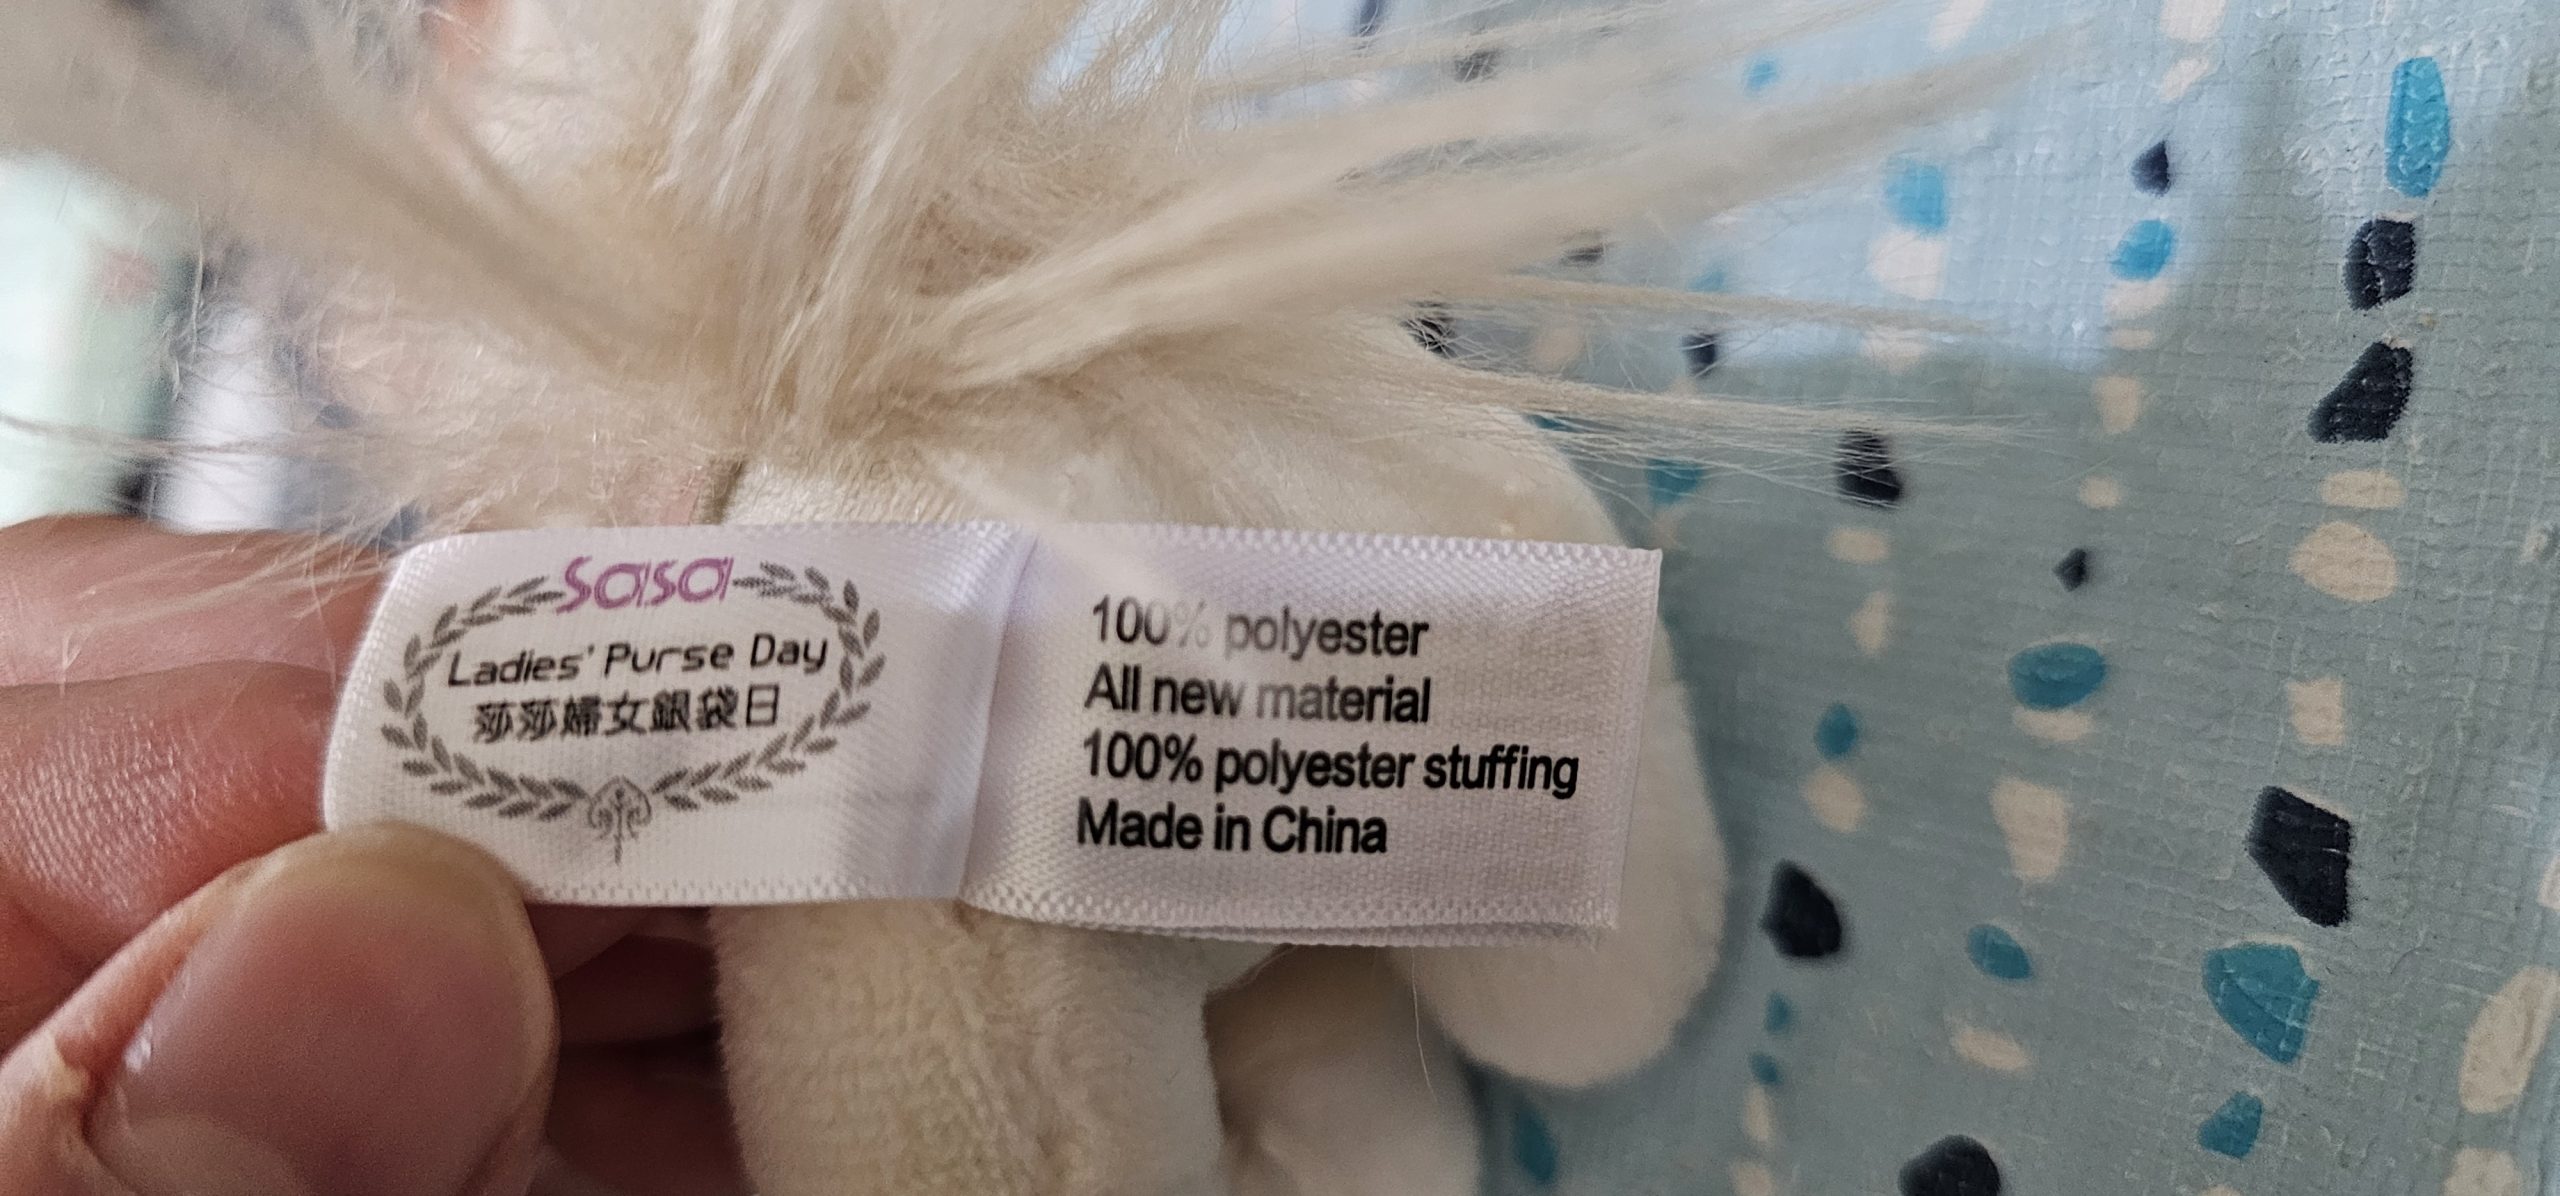 sasa
Ladies' Purse Day
莎莎婦女銀袋日
100% polyester
All new material
100% polyester stuffing
Made in China